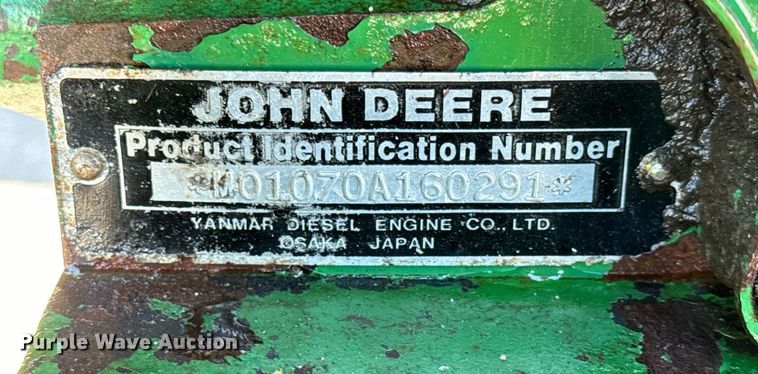 JOHN DEERE
Product Identification Number
*M01070A160291*
YANMAR DIESEL ENGINE CO., LTD.
OSAKA JAPAN
Purple Wave Auction